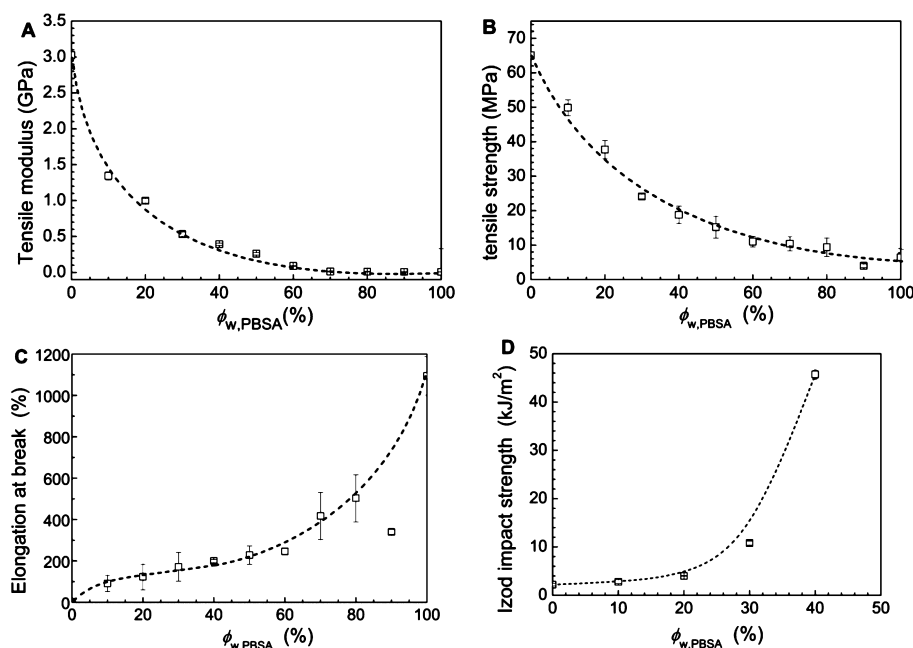 A
Tensile modulus (GPa)
3.5
3.0
2.5
2.0
1.5
1.0
0.5
0.0
0 20 40 60 80 100
ϕw,PBSA(%)
B
tensile strength (MPa)
70
60
50
40
30
20
10
0
0 20 40 60 80 100
ϕw,PBSA (%)
C
Elongation at break (%)
1200
1000
800
600
400
200
0
0 20 40 60 80 100
ϕw,PBSA (%)
D
Izod impact strength (kJ/m²)
50
40
30
20
10
0
0 10 20 30 40 50
ϕw,PBSA (%)